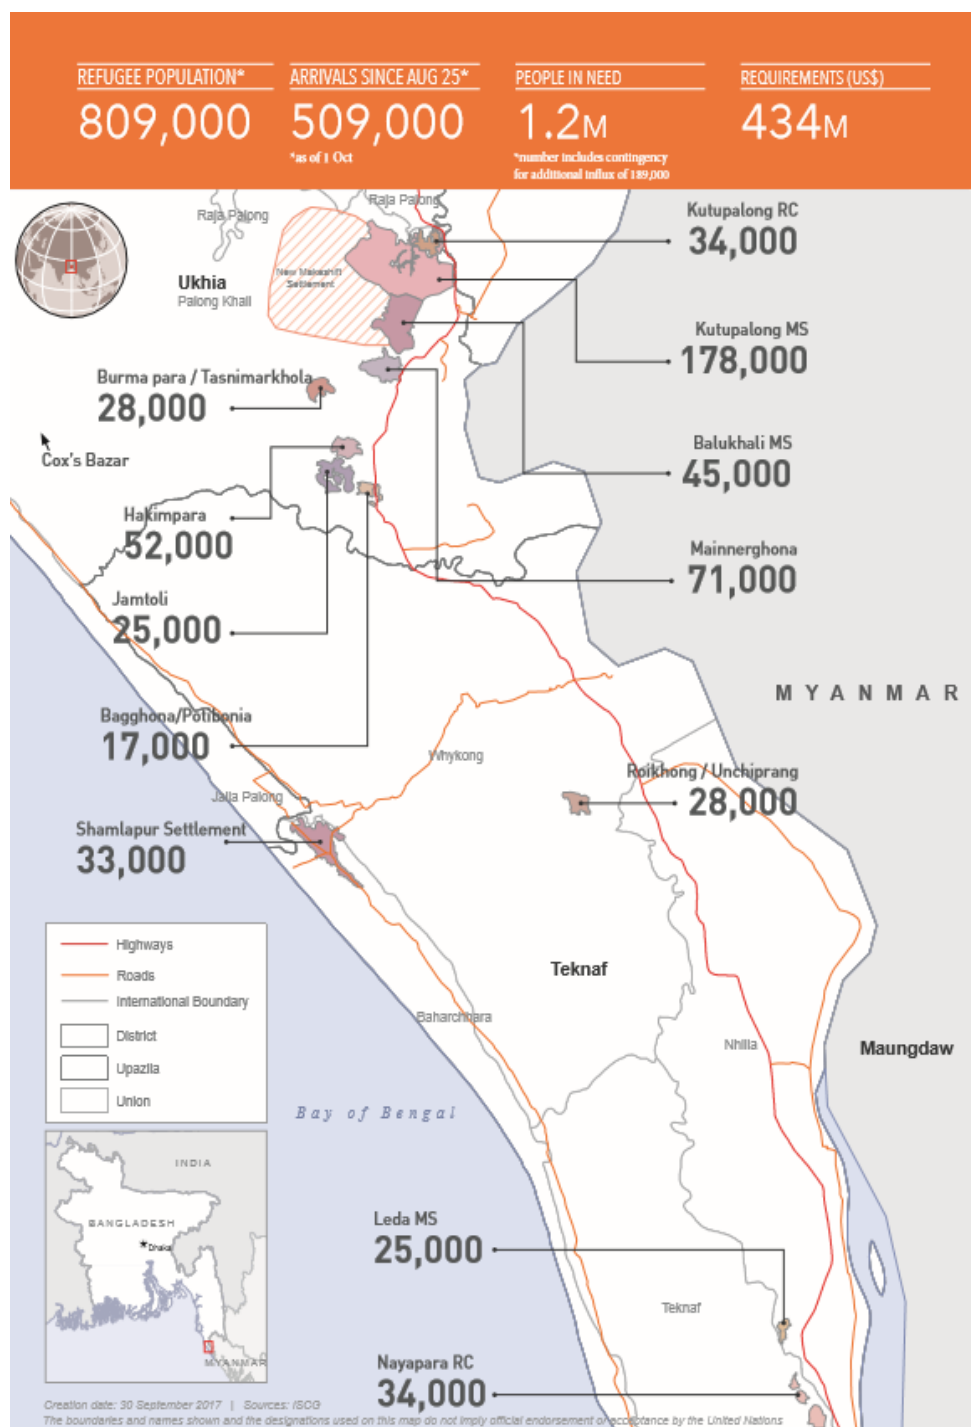 REFUGEE POPULATION*
809,000
ARRIVALS SINCE AUG 25*
509,000
*as of 1 Oct
PEOPLE IN NEED
1.2M
*number includes contingency
for additional influx of 189,000
REQUIREMENTS (US$)
434M
Raja Palong
Raja Palong
Kutupalong RC
34,000
New Makeshift
Settlement
Ukhia
Palong Khali
Kutupalong MS
178,000
Burma para / Tasnimarkhola
28,000
Cox's Bazar
Balukhali MS
45,000
Hakimpara
52,000
Mainnerghona
71,000
Jamtoli
25,000
MYANMAR
Bagghona/Potibonia
17,000
Whykong
Roikhong / Unchiprang
28,000
Jalia Palong
Shamlapur Settlement
33,000
Highways
Roads
International Boundary
District
Upazila
Union
Teknaf
Baharchhara
Nhilla
Maungdaw
Bay of Bengal
INDIA
BANGLADESH
Dhaka
MYANMAR
Leda MS
25,000
Teknaf
Nayapara RC
34,000
Creation date: 30 September 2017 | Sources: ISCG
The boundaries and names shown and the designations used on this map do not imply official endorsement or acceptance by the United Nations